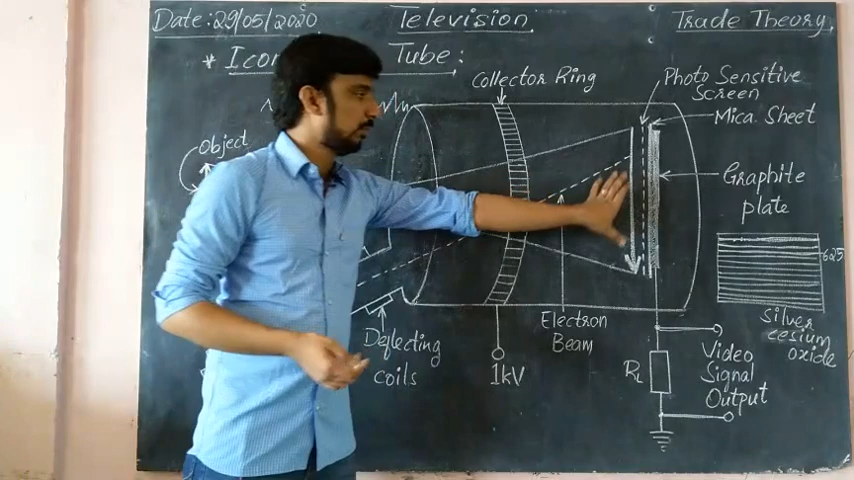 Date: 29/05/2020
Television
Trade Theory
* Icon
Tube:
Collector Ring
Photo Sensitive
Screen
Mica Sheet
Object
Graphite
plate
625
Silver
cesium
oxide
Electron
Beam
Deflecting
coils
1kV
RL
Video
Signal
Output